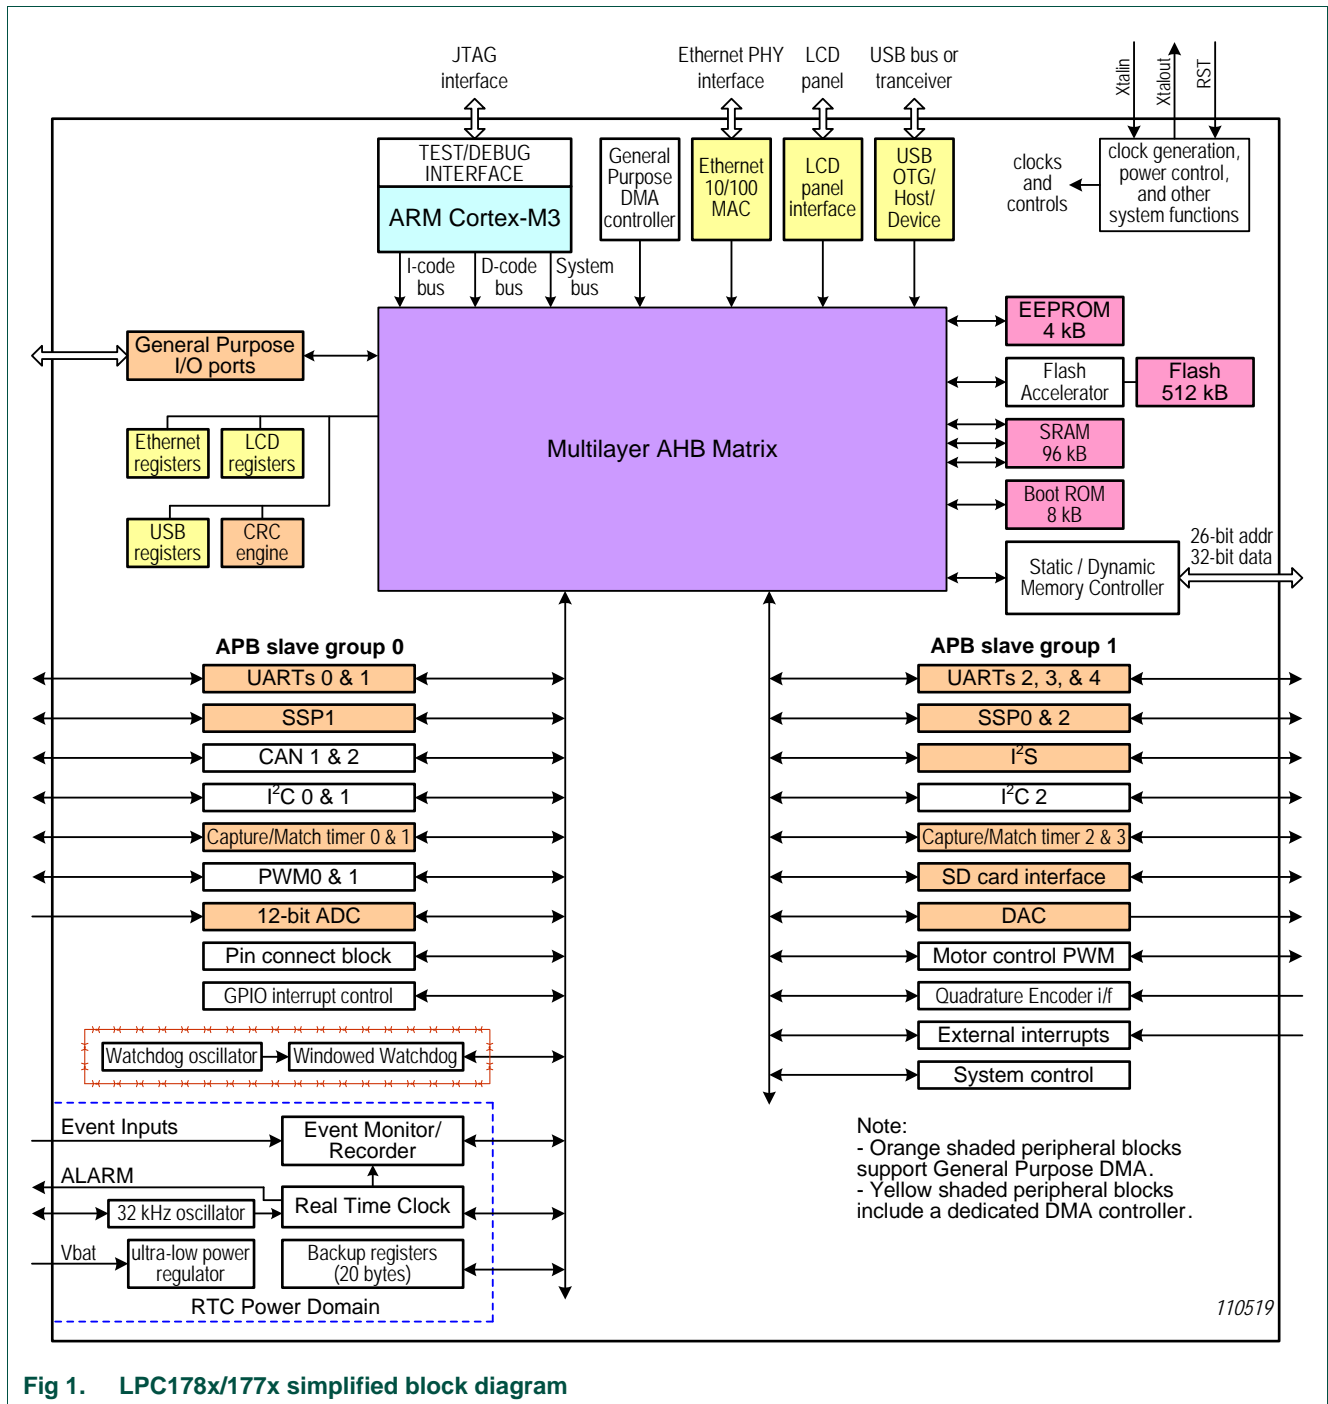 JTAG
interface
Ethernet PHY
interface
LCD
panel
USB bus or
tranceiver
Xtalin
Xtalout
RST
TEST/DEBUG
INTERFACE
ARM Cortex-M3
General
Purpose
DMA
controller
Ethernet
10/100
MAC
LCD
panel
interface
USB
OTG/
Host/
Device
clocks
and
controls
clock generation,
power control,
and other
system functions
I-code
bus
D-code
bus
System
bus
General Purpose
I/O ports
Ethernet
registers
LCD
registers
USB
registers
CRC
engine
Multilayer AHB Matrix
EEPROM
4 kB
Flash
Accelerator
Flash
512 kB
SRAM
96 kB
Boot ROM
8 kB
Static / Dynamic
Memory Controller
26-bit addr
32-bit data
APB slave group 0
UARTs 0 & 1
SSP1
CAN 1 & 2
I²C 0 & 1
Capture/Match timer 0 & 1
PWM0 & 1
12-bit ADC
Pin connect block
GPIO interrupt control
Watchdog oscillator
Windowed Watchdog
Event Inputs
Event Monitor/
Recorder
ALARM
32 kHz oscillator
Real Time Clock
Vbat
ultra-low power
regulator
Backup registers
(20 bytes)
RTC Power Domain
APB slave group 1
UARTs 2, 3, & 4
SSP0 & 2
I²S
I²C 2
Capture/Match timer 2 & 3
SD card interface
DAC
Motor control PWM
Quadrature Encoder i/f
External interrupts
System control
Note:
- Orange shaded peripheral blocks
support General Purpose DMA.
- Yellow shaded peripheral blocks
include a dedicated DMA controller.
110519
Fig 1. LPC178x/177x simplified block diagram